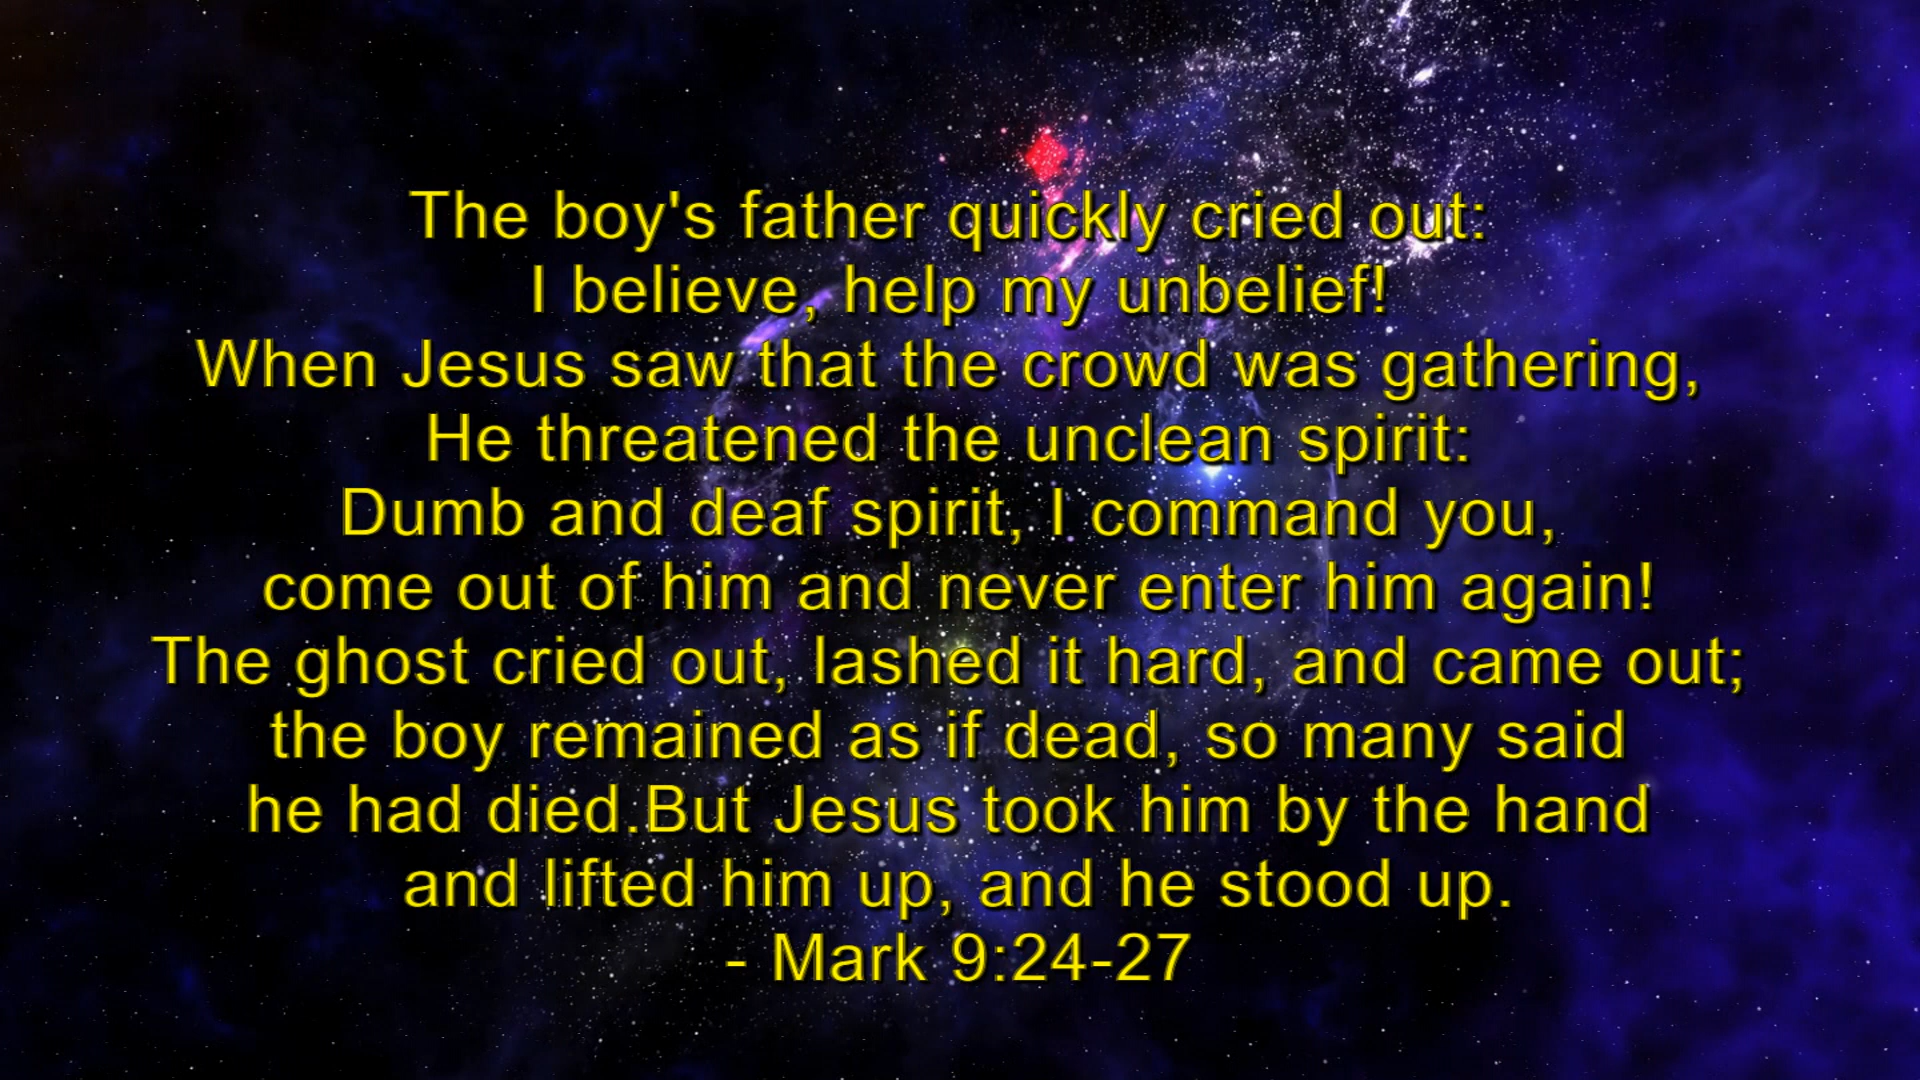 The boy's father quickly cried out:
I believe, help my unbelief!
When Jesus saw that the crowd was gathering,
He threatened the unclean spirit:
Dumb and deaf spirit, I command you,
come out of him and never enter him again!
The ghost cried out, lashed it hard, and came out;
the boy remained as if dead, so many said
he had died.But Jesus took him by the hand
and lifted him up, and he stood up.
- Mark 9:24-27